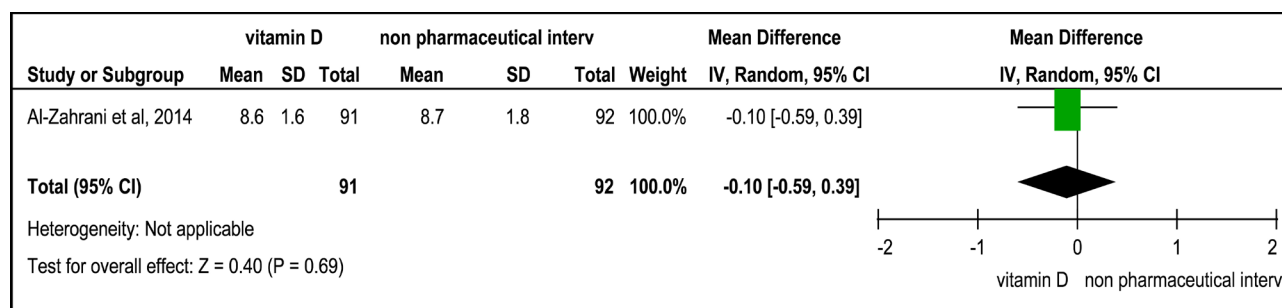 vitamin D non pharmaceutical interv Mean Difference Mean Difference
Study or Subgroup Mean SD Total Mean SD Total Weight IV, Random, 95% CI IV, Random, 95% CI
Al-Zahrani et al, 2014 8.6 1.6 91 8.7 1.8 92 100.0% -0.10 [-0.59, 0.39]
Total (95% CI) 91 92 100.0% -0.10 [-0.59, 0.39]
Heterogeneity: Not applicable
Test for overall effect: Z = 0.40 (P = 0.69)
-2 -1 0 1 2
vitamin D non pharmaceutical interv